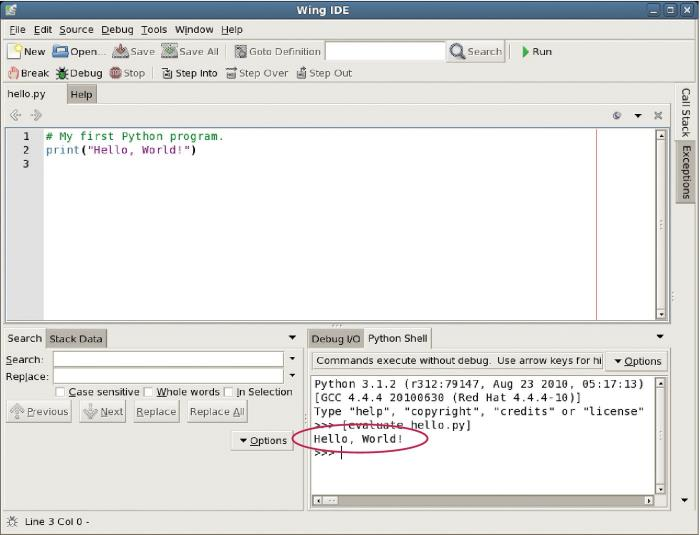 Wing IDE
File Edit Source Debug Tools Window Help
New Open... Save Save All Goto Definition Search Run
Break Debug Stop Step Into Step Over Step Out
hello.py Help
Call Stack
Exceptions
1 # My first Python program.
2 print("Hello, World!")
3
Search Stack Data
Search:
Replace:
Case sensitive Whole words In Selection
Previous Next Replace Replace All
Options
Debug I/O Python Shell
Commands execute without debug. Use arrow keys for hi Options
Python 3.1.2 (r312:79147, Aug 23 2010, 05:17:13)
[GCC 4.4.4 20100630 (Red Hat 4.4.4-10)]
Type "help", "copyright", "credits" or "license"
>>> [evaluate hello.py]
Hello, World!
>>>
Line 3 Col 0 -